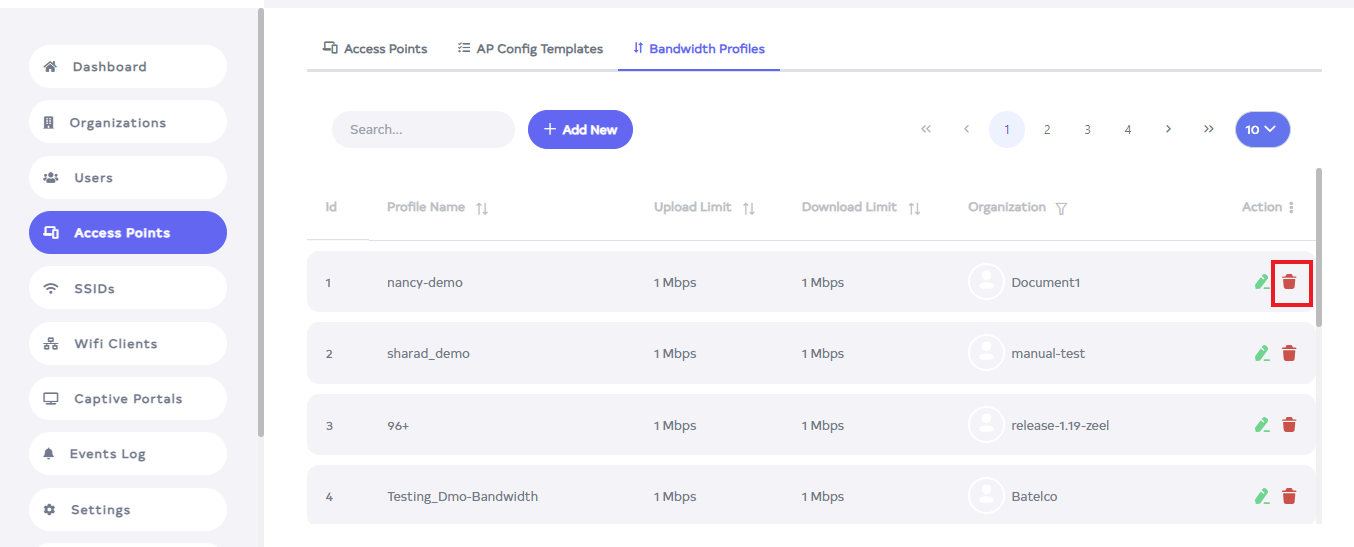 Dashboard
Organizations
Users
Access Points
SSIDs
Wifi Clients
Captive Portals
Events Log
Settings
Access Points AP Config Templates Bandwidth Profiles
Search... + Add New « ‹ 1 2 3 4 › » 10
Id Profile Name Upload Limit Download Limit Organization Action
1 nancy-demo 1 Mbps 1 Mbps Document1
2 sharad_demo 1 Mbps 1 Mbps manual-test
3 96+ 1 Mbps 1 Mbps release-1.19-zeel
4 Testing_Dmo-Bandwidth 1 Mbps 1 Mbps Batelco